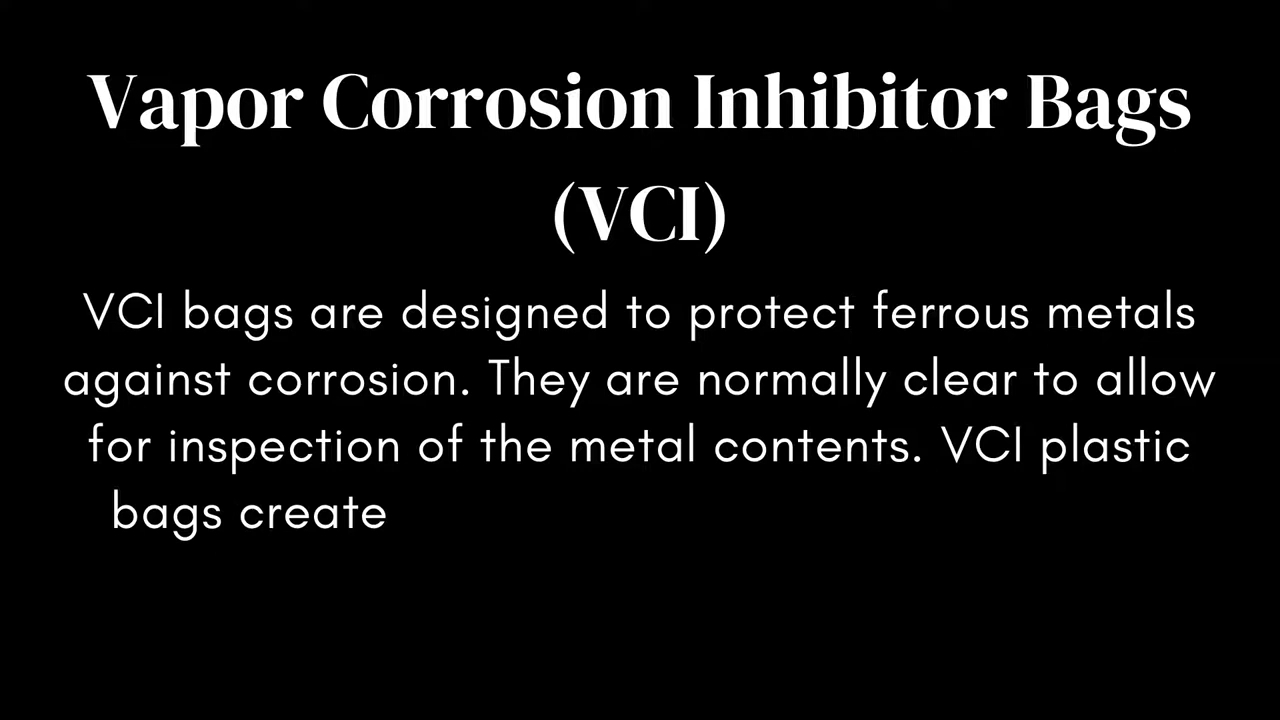 Vapor Corrosion Inhibitor Bags
(VCI)
VCI bags are designed to protect ferrous metals
against corrosion. They are normally clear to allow
for inspection of the metal contents. VCI plastic
bags create